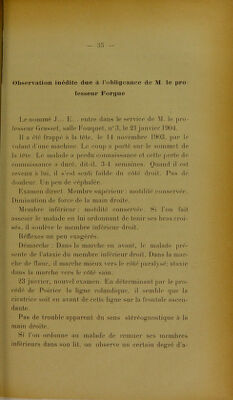 — 35 —
Observation inédite due à l'obligeance de M. le pro
fesseur Forgue
Le nommé J... E... entre dans le service de M. le pro-
fesseur Grasset, salle Fouquet, n° 3, le 21 janvier 1904.
Il a été frappé à la tête, le 14 novembre 1903, par le
volant d'une machine. Le coup a porté sur le sommet de
la tête. Le malade a perdu connaissance et cette perte de
connaissance a duré, dit-il, 3-4 semaines. Quand il est
revenu à lui, il s'est senti faible du côté droit. Pas de
douleur. Un peu de céphalée.
Examen direct. Membre supérieur : motilité conservée.
Diminution de force de la main droite.
Membre inférieur : motilité conservée. Si l'on fait
asseoir le malade en lui ordonnant de tenir ses bras croi-
sés, il soulève le membre inférieur droit.
Réflexes un peu exagérés.
Démarche : Dans la marche en avant, le malade pré-
sente de l'ataxie du membre inférieur droit. Dans la mar-
che de flanc, il marche mieux vers le côté paralysé; ataxie
dans la marche vers le côté sain.
23 janvier, nouvel examen. En déterminant par le pro-
cédé de Poirier la ligne rolandique, il semble que la
cicatrice soit en avant de cette ligne sur la frontale ascen-
dante.
Pas de trouble apparent du sens stéréognostique à la
main droite.
Si l'on ordonne au malade de remuer ses membres
inférieurs dans son lit, on observe un certain degré d'a-